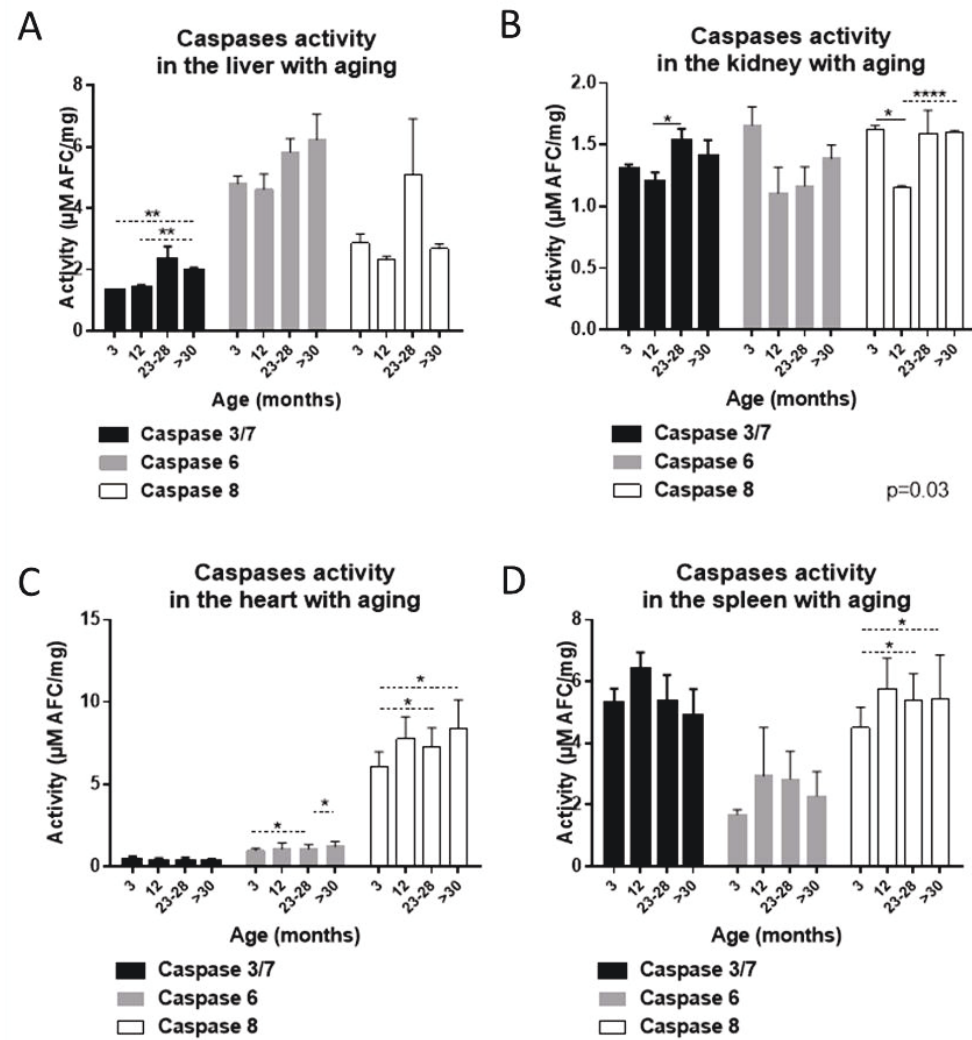 A
Caspases activity
in the liver with aging
Activity (µM AFC/mg)
8
6
4
2
0
** 
**
3 12 23-28 >30 3 12 23-28 >30 3 12 23-28 >30
Age (months)
Caspase 3/7
Caspase 6
Caspase 8
B
Caspases activity
in the kidney with aging
Activity (µM AFC/mg)
2.0
1.5
1.0
0.5
0.0
*
*
****
3 12 23-28 >30 3 12 23-28 >30 3 12 23-28 >30
Age (months)
Caspase 3/7
Caspase 6
Caspase 8
p=0.03
C
Caspases activity
in the heart with aging
Activity (µM AFC/mg)
15
10
5
0
*
*
*
*
3 12 23-28 >30 3 12 23-28 >30 3 12 23-28 >30
Age (months)
Caspase 3/7
Caspase 6
Caspase 8
D
Caspases activity
in the spleen with aging
Activity (µM AFC/mg)
8
6
4
2
0
*
*
3 12 23-28 >30 3 12 23-28 >30 3 12 23-28 >30
Age (months)
Caspase 3/7
Caspase 6
Caspase 8